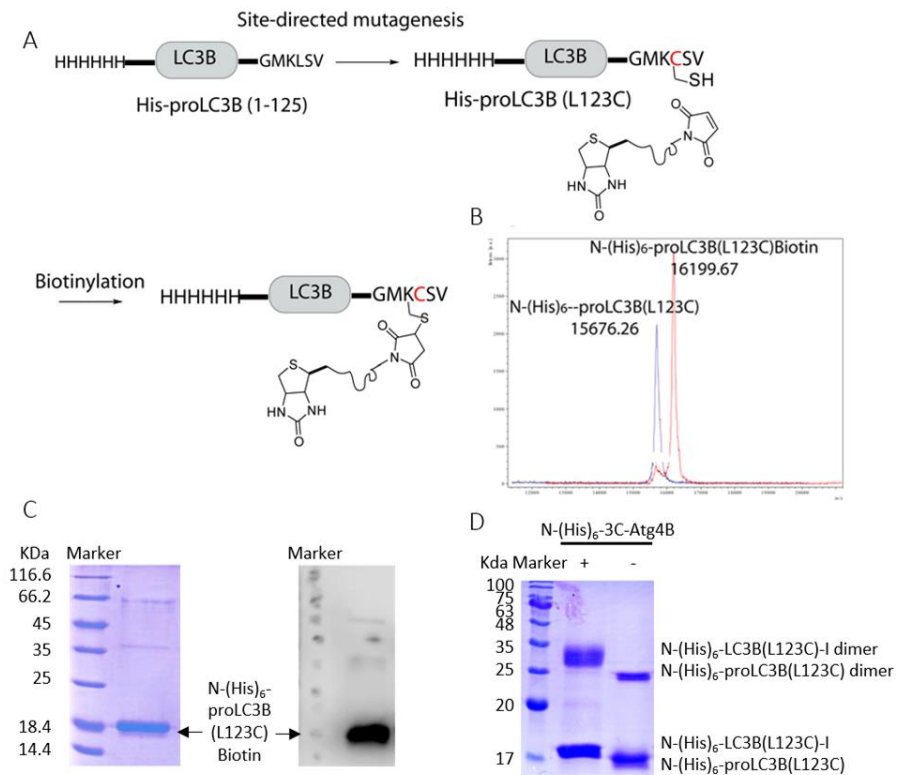 A
Site-directed mutagenesis
HHHHHH
LC3B
GMKLSV
HHHHHH
LC3B
GMKCSV
SH
His-proLC3B (1-125)
His-proLC3B (L123C)
S
HN
NH
O
O
N
O
B
N-(His)6-proLC3B(L123C)Biotin
16199.67
N-(His)6--proLC3B(L123C)
15676.26
Biotinylation
HHHHHH
LC3B
GMKCSV
S
O
N
O
S
HN
NH
O
C
KDa
Marker
Marker
116.6
66.2
45
35
25
18.4
14.4
N-(His)6-
proLC3B
(L123C)
Biotin
D
N-(His)6-3C-Atg4B
Kda Marker + -
100
75
63
48
35
25
20
17
N-(His)6-LC3B(L123C)-I dimer
N-(His)6-proLC3B(L123C) dimer
N-(His)6-LC3B(L123C)-I
N-(His)6-proLC3B(L123C)